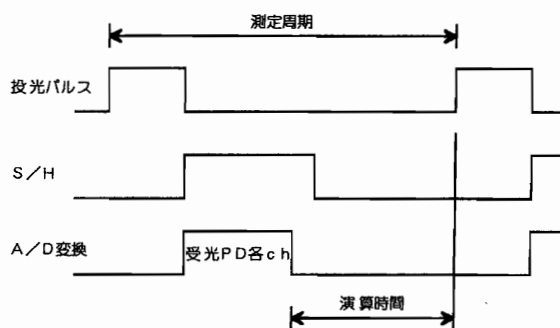 測定周期
投光パルス
S／H
A／D変換
受光PD各ch
演算時間